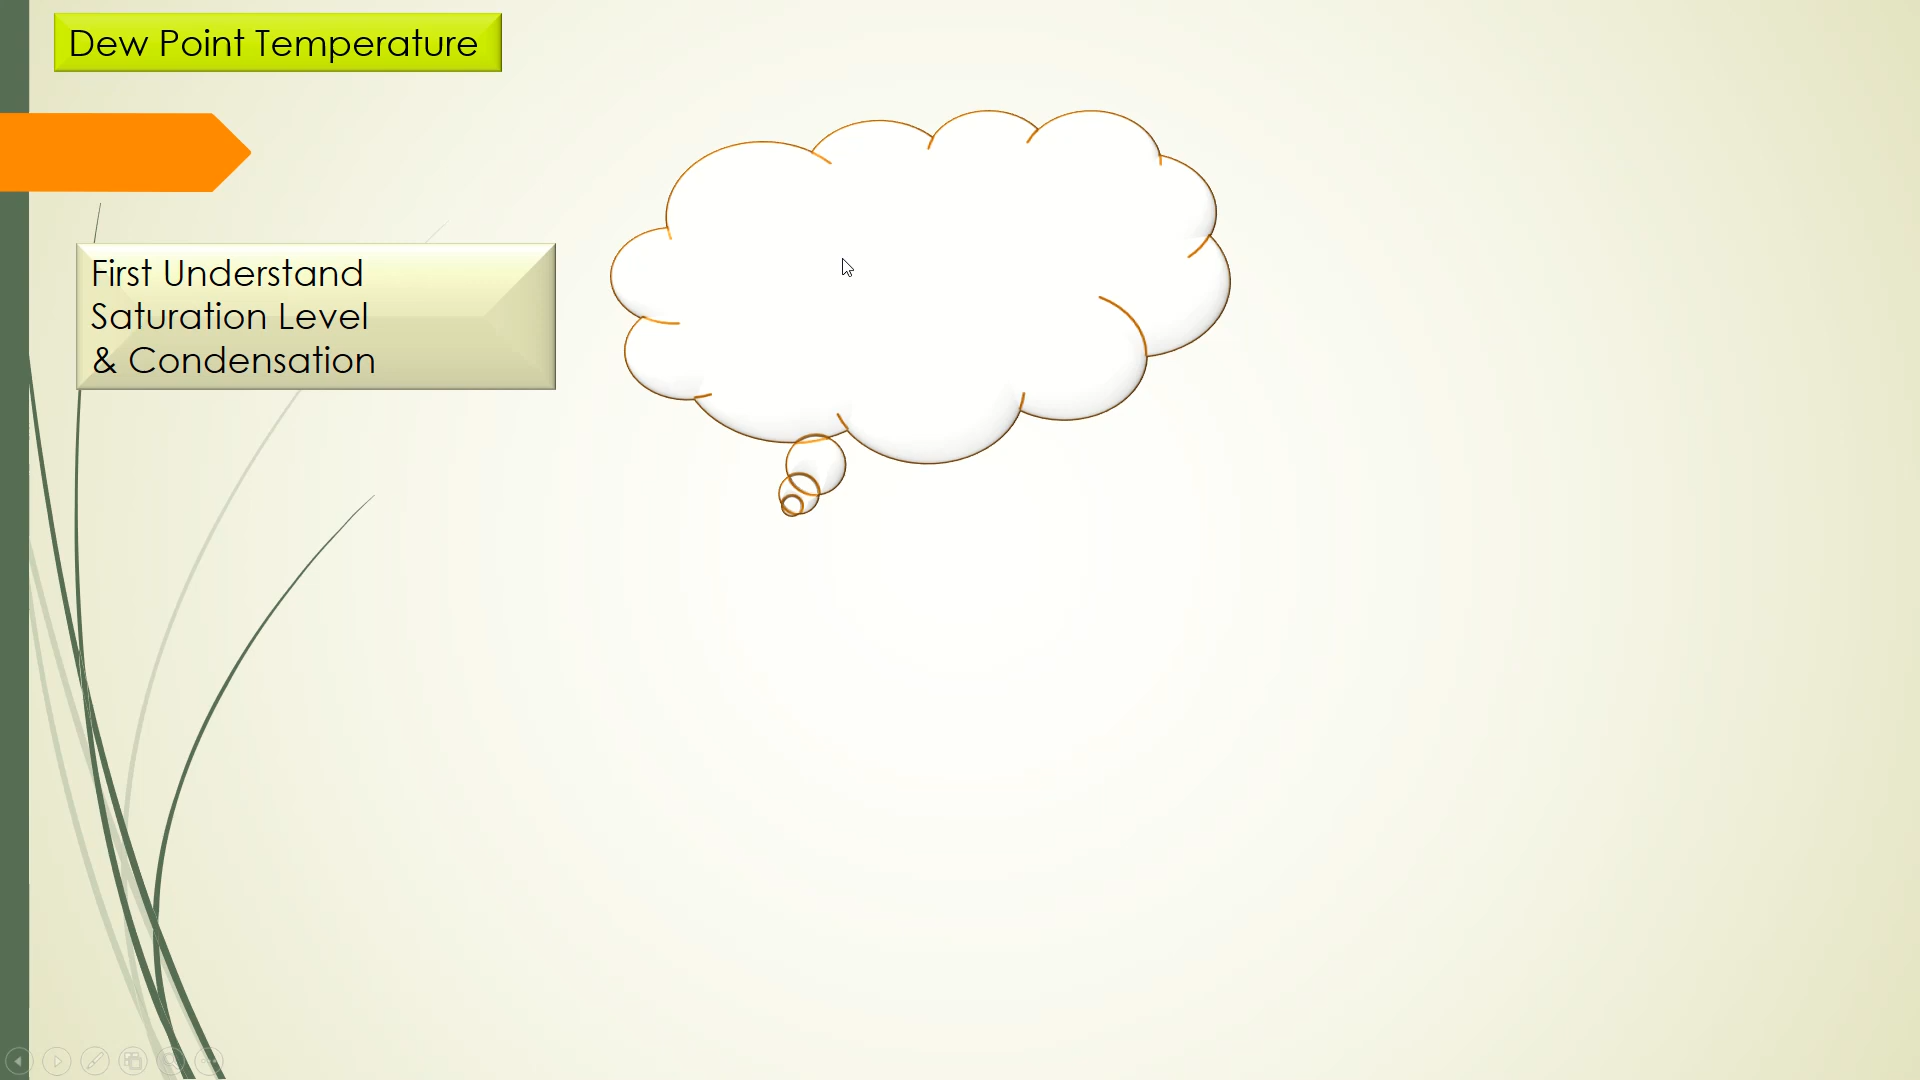 Dew Point Temperature
First Understand
Saturation Level
& Condensation